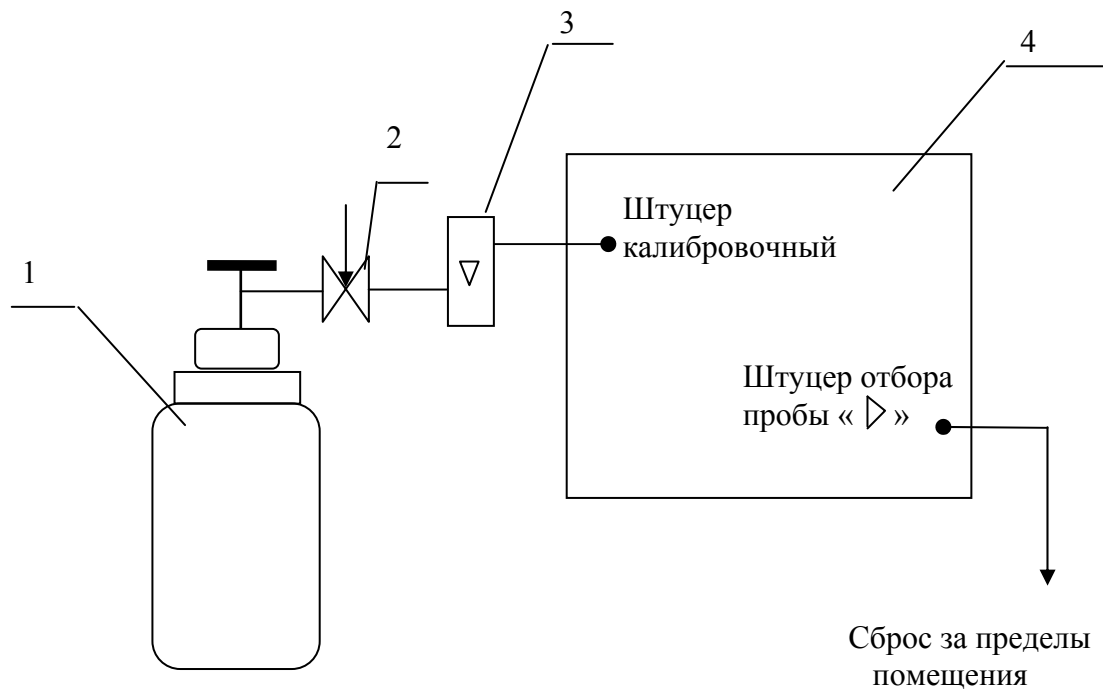 3
4
2
Штуцер
калибровочный
1
Штуцер отбора
пробы « ▷ »
Сброс за пределы
помещения